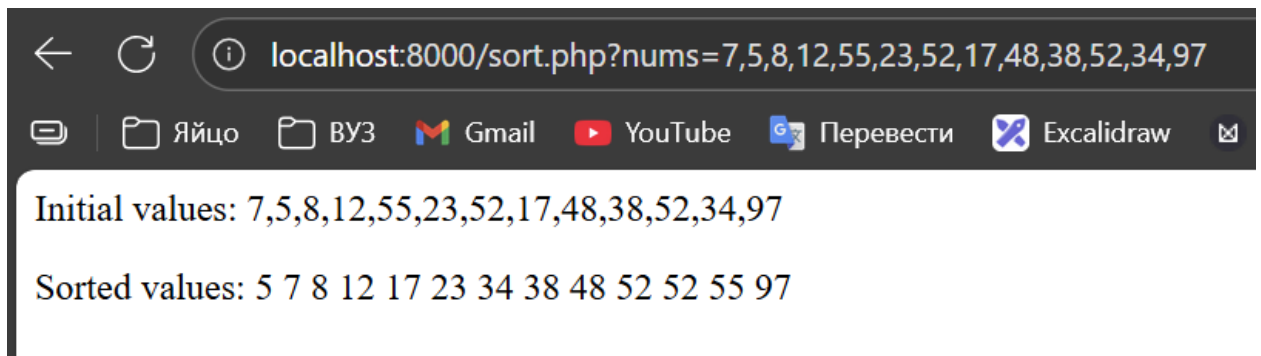 localhost:8000/sort.php?nums=7,5,8,12,55,23,52,17,48,38,52,34,97
Яйцо ВУЗ Gmail YouTube Перевести Excalidraw
Initial values: 7,5,8,12,55,23,52,17,48,38,52,34,97
Sorted values: 5 7 8 12 17 23 34 38 48 52 52 55 97